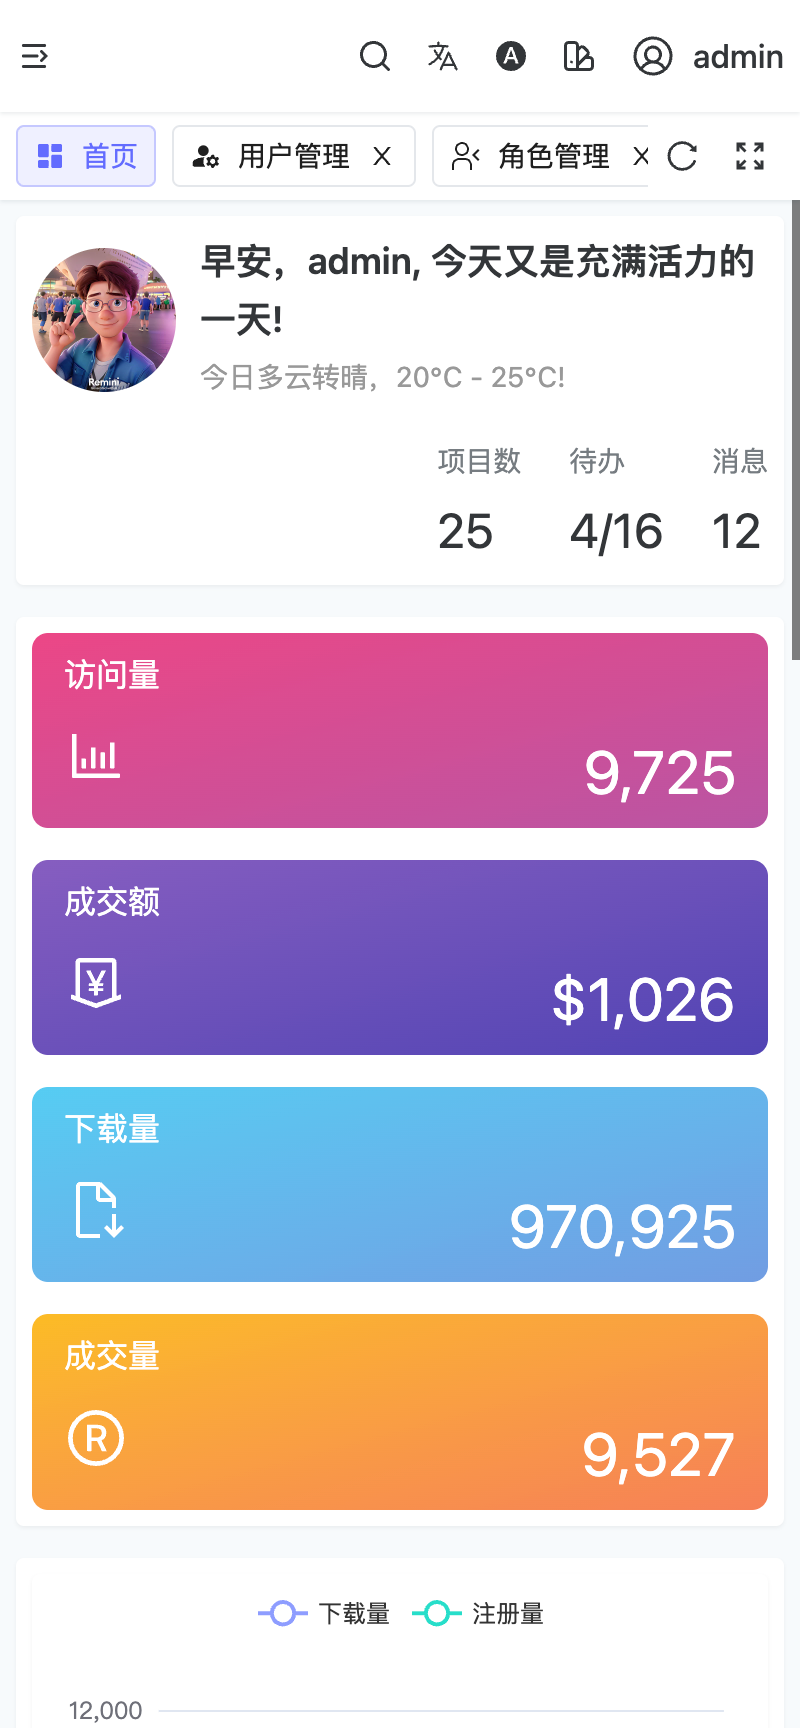 admin
首页
用户管理
角色管理
早安，admin, 今天又是充满活力的
一天!
今日多云转晴，20°C - 25°C!
Remini
项目数 待办 消息
25 4/16 12
访问量
9,725
成交额
¥
$1,026
下载量
970,925
成交量
R
9,527
下载量 注册量
12,000